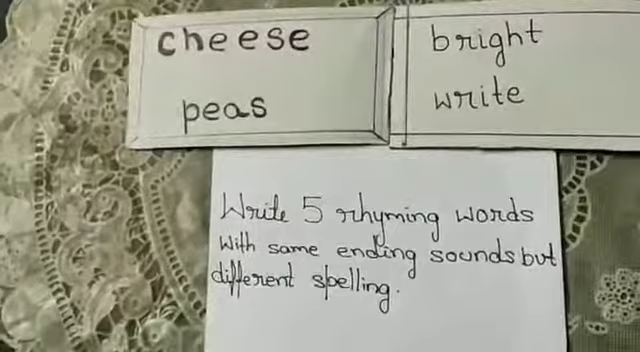 cheese
peas
bright
write
Write 5 rhyming words
With same ending sounds but
different spelling.